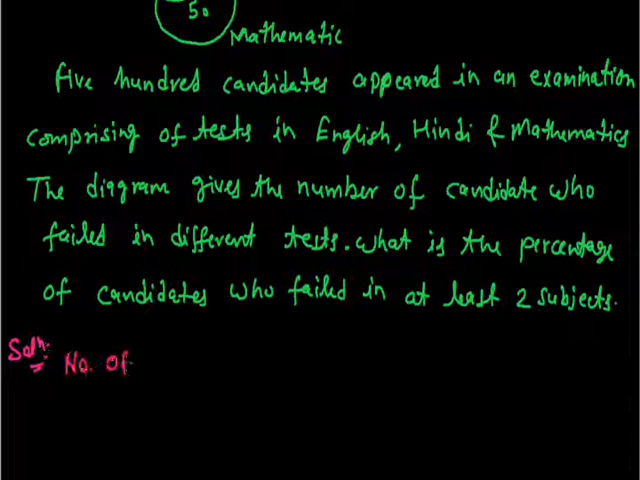 50
Mathematic
five hundred candidates appeared in an examination
comprising of tests in English, Hindi & Mathematics
The diagram gives the number of candidate who
failed in different tests. What is the percentage
of candidates who failed in at least 2 subjects.
Solⁿ: No. Of